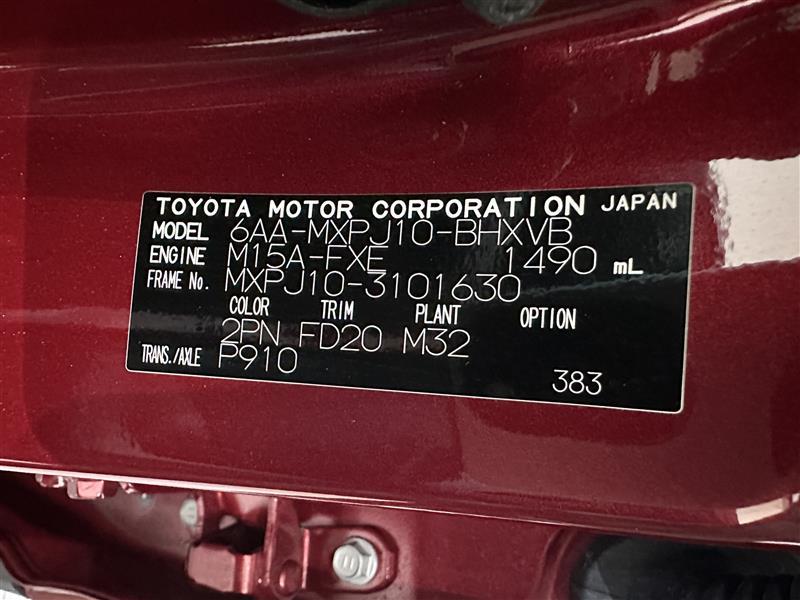 TOYOTA MOTOR CORPORATION JAPAN
MODEL 6AA-MXPJ10-BHXVB
ENGINE M15A-FXE 1490 mL
FRAME No. MXPJ10-3101630
COLOR TRIM PLANT OPTION
2PN FD20 M32
TRANS./AXLE P910
383